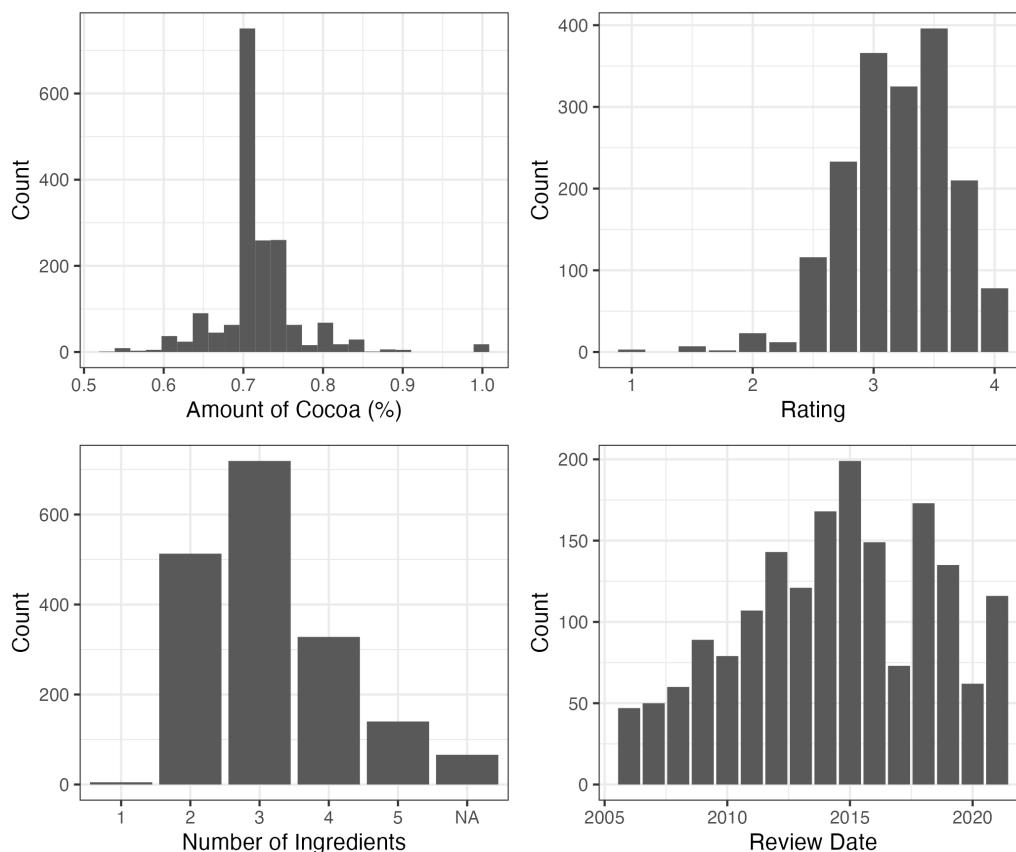 600
400
200
0
Count
0.5 0.6 0.7 0.8 0.9 1.0
Amount of Cocoa (%)
400
300
200
100
0
Count
1 2 3 4
Rating
600
400
200
0
Count
1 2 3 4 5 NA
Number of Ingredients
200
150
100
50
0
Count
2005 2010 2015 2020
Review Date